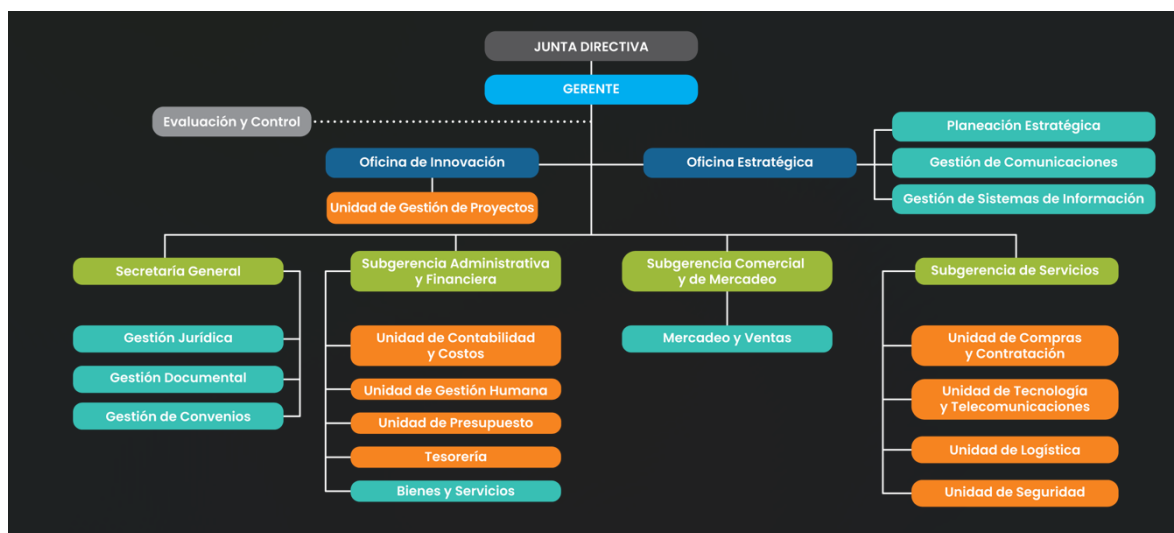 JUNTA DIRECTIVA
GERENTE
Evaluación y Control
Oficina de Innovación
Oficina Estratégica
Planeación Estratégica
Gestión de Comunicaciones
Gestión de Sistemas de Información
Unidad de Gestión de Proyectos
Secretaría General
Gestión Jurídica
Gestión Documental
Gestión de Convenios
Subgerencia Administrativa
y Financiera
Unidad de Contabilidad
y Costos
Unidad de Gestión Humana
Unidad de Presupuesto
Tesorería
Bienes y Servicios
Subgerencia Comercial
y de Mercadeo
Mercadeo y Ventas
Subgerencia de Servicios
Unidad de Compras
y Contratación
Unidad de Tecnología
y Telecomunicaciones
Unidad de Logística
Unidad de Seguridad